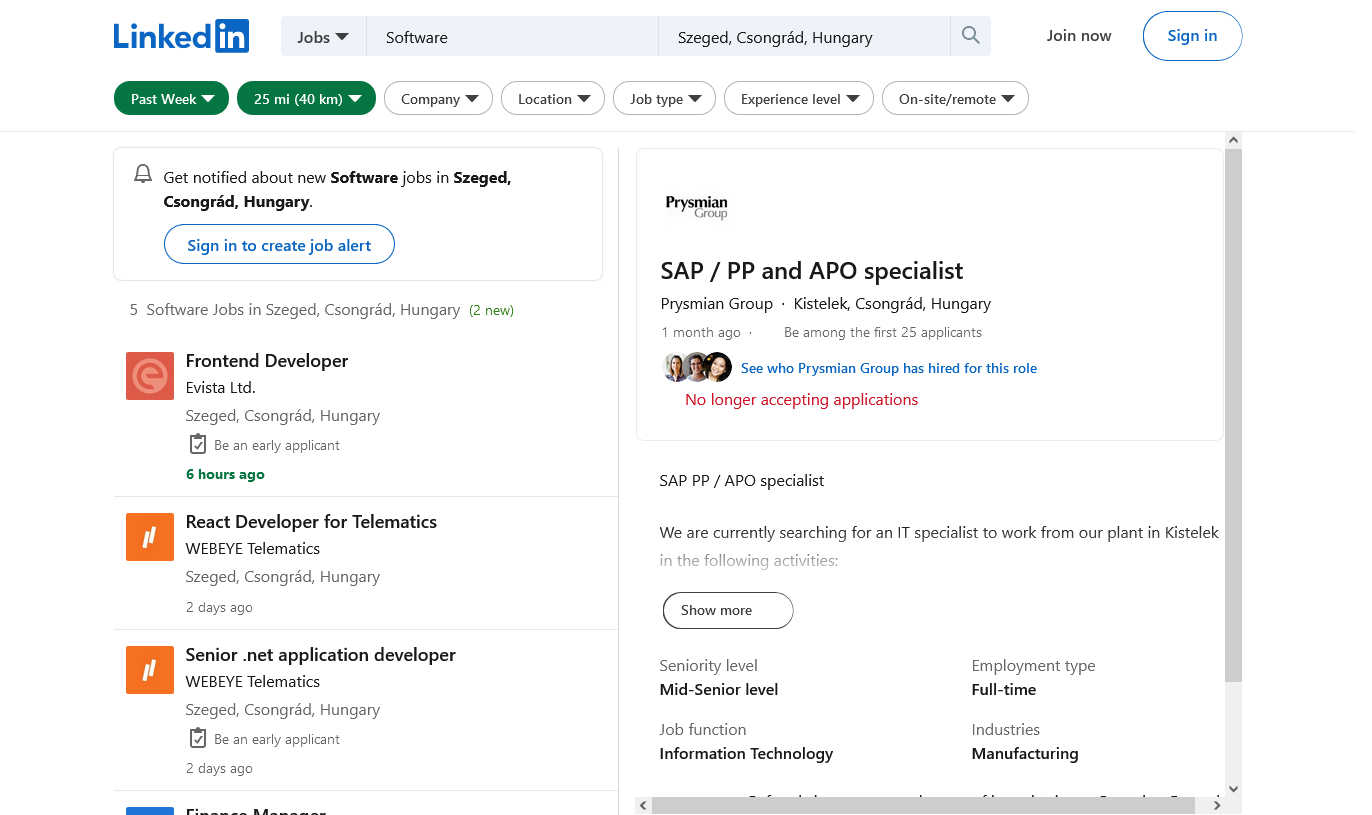 Linked in
Jobs
Software
Szeged, Csongrád, Hungary
Join now
Sign in
Past Week
25 mi (40 km)
Company
Location
Job type
Experience level
On-site/remote
Get notified about new Software jobs in Szeged,
Csongrád, Hungary.
Sign in to create job alert
5 Software Jobs in Szeged, Csongrád, Hungary (2 new)
Frontend Developer
Evista Ltd.
Szeged, Csongrád, Hungary
Be an early applicant
6 hours ago
React Developer for Telematics
WEBEYE Telematics
Szeged, Csongrád, Hungary
2 days ago
Senior .net application developer
WEBEYE Telematics
Szeged, Csongrád, Hungary
Be an early applicant
2 days ago
Finance Manager
Prysmian
Group
SAP / PP and APO specialist
Prysmian Group · Kistelek, Csongrád, Hungary
1 month ago · Be among the first 25 applicants
See who Prysmian Group has hired for this role
No longer accepting applications
SAP PP / APO specialist
We are currently searching for an IT specialist to work from our plant in Kistelek
in the following activities:
Show more
Seniority level
Mid-Senior level
Employment type
Full-time
Job function
Information Technology
Industries
Manufacturing